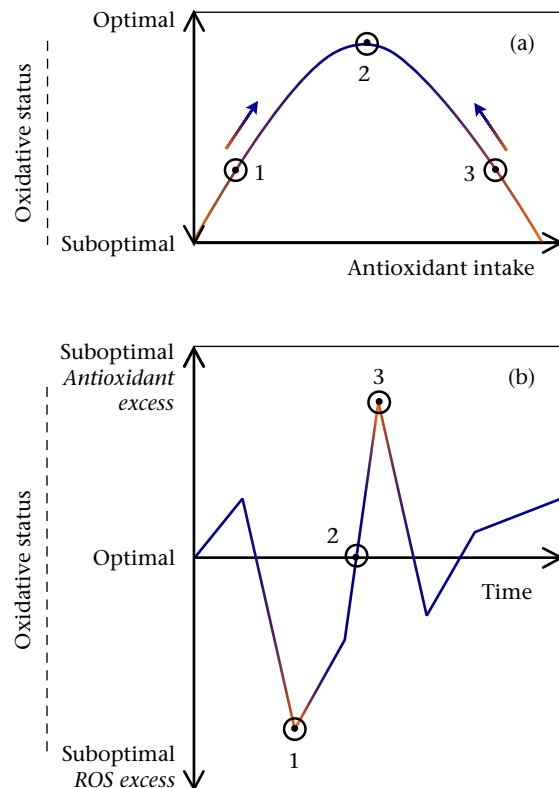 Optimal
(a)
2
1
3
Oxidative status
Suboptimal
Antioxidant intake
Suboptimal
Antioxidant
excess
3
(b)
2
Optimal
Time
Oxidative status
1
Suboptimal
ROS excess